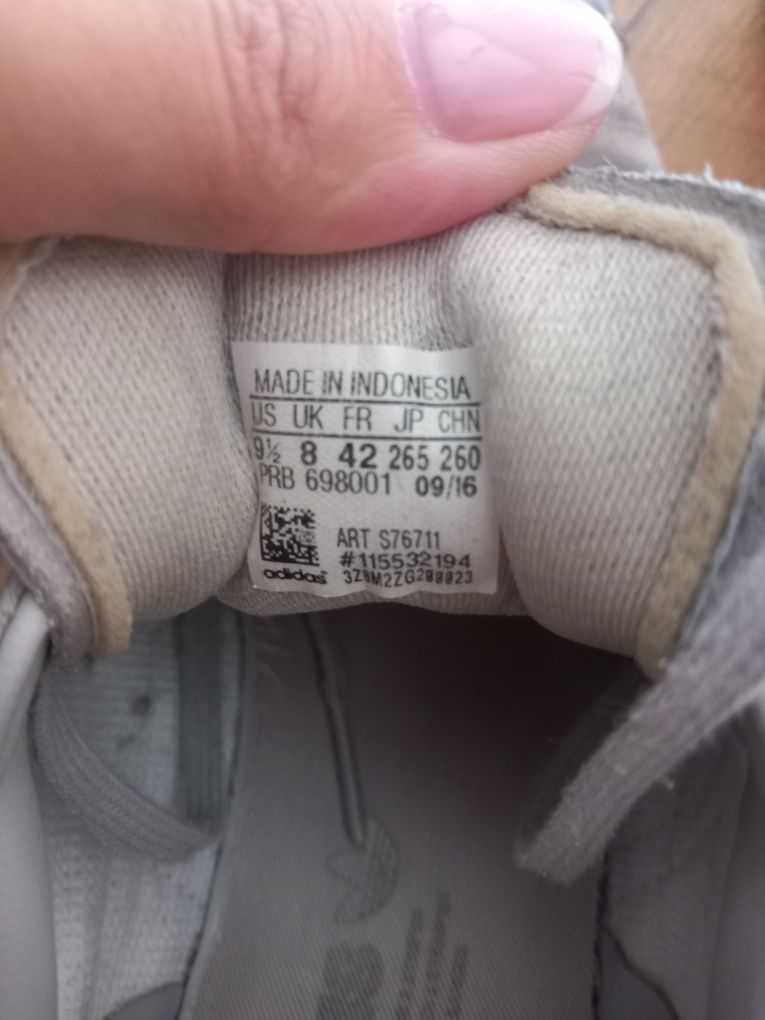 MADE IN INDONESIA
US UK FR JP CHN
9½ 8 42 265 260
PRB 698001 09/16
ART S76711
#115532194
adidas